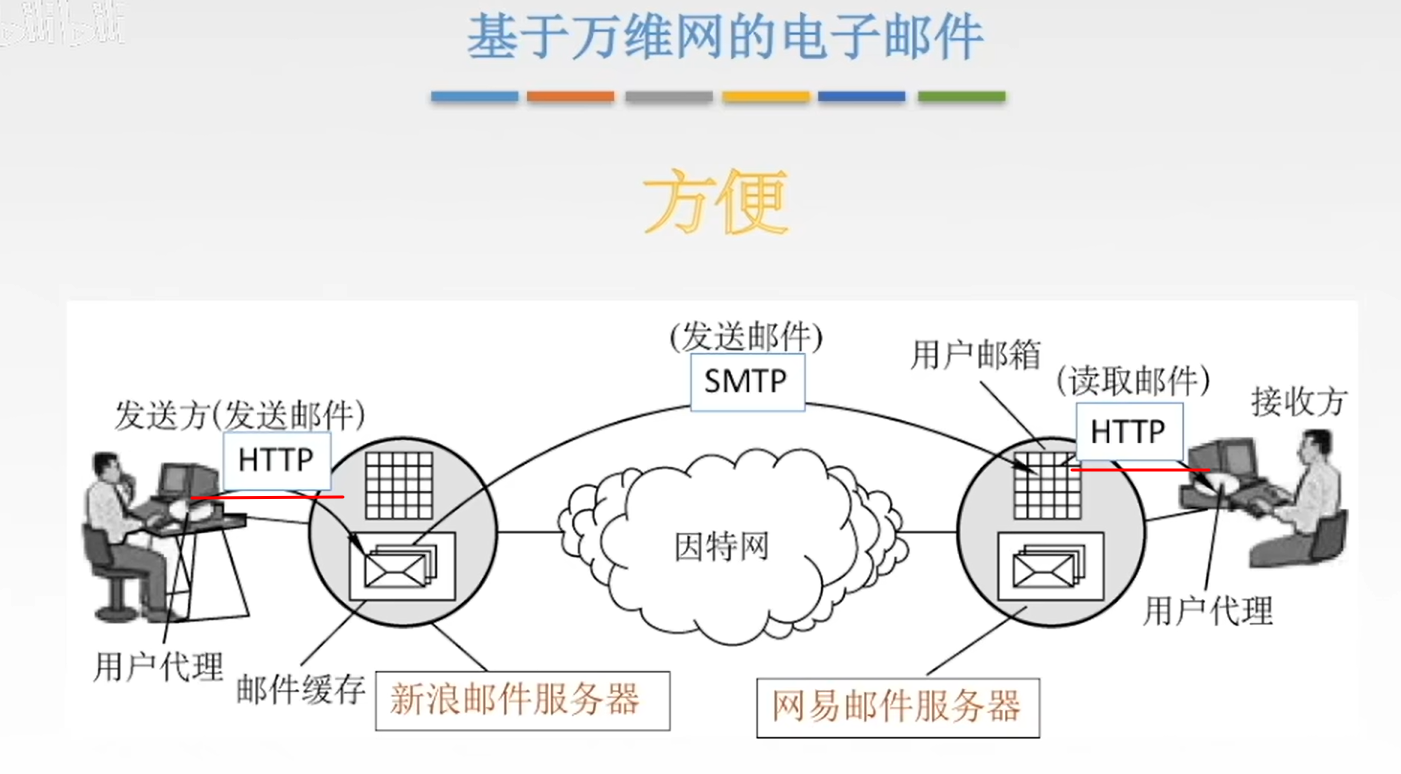 bilibili
基于万维网的电子邮件
方便
(发送邮件)
SMTP
用户邮箱
(读取邮件)
HTTP
接收方
发送方(发送邮件)
HTTP
因特网
用户代理
用户代理
邮件缓存
新浪邮件服务器
网易邮件服务器